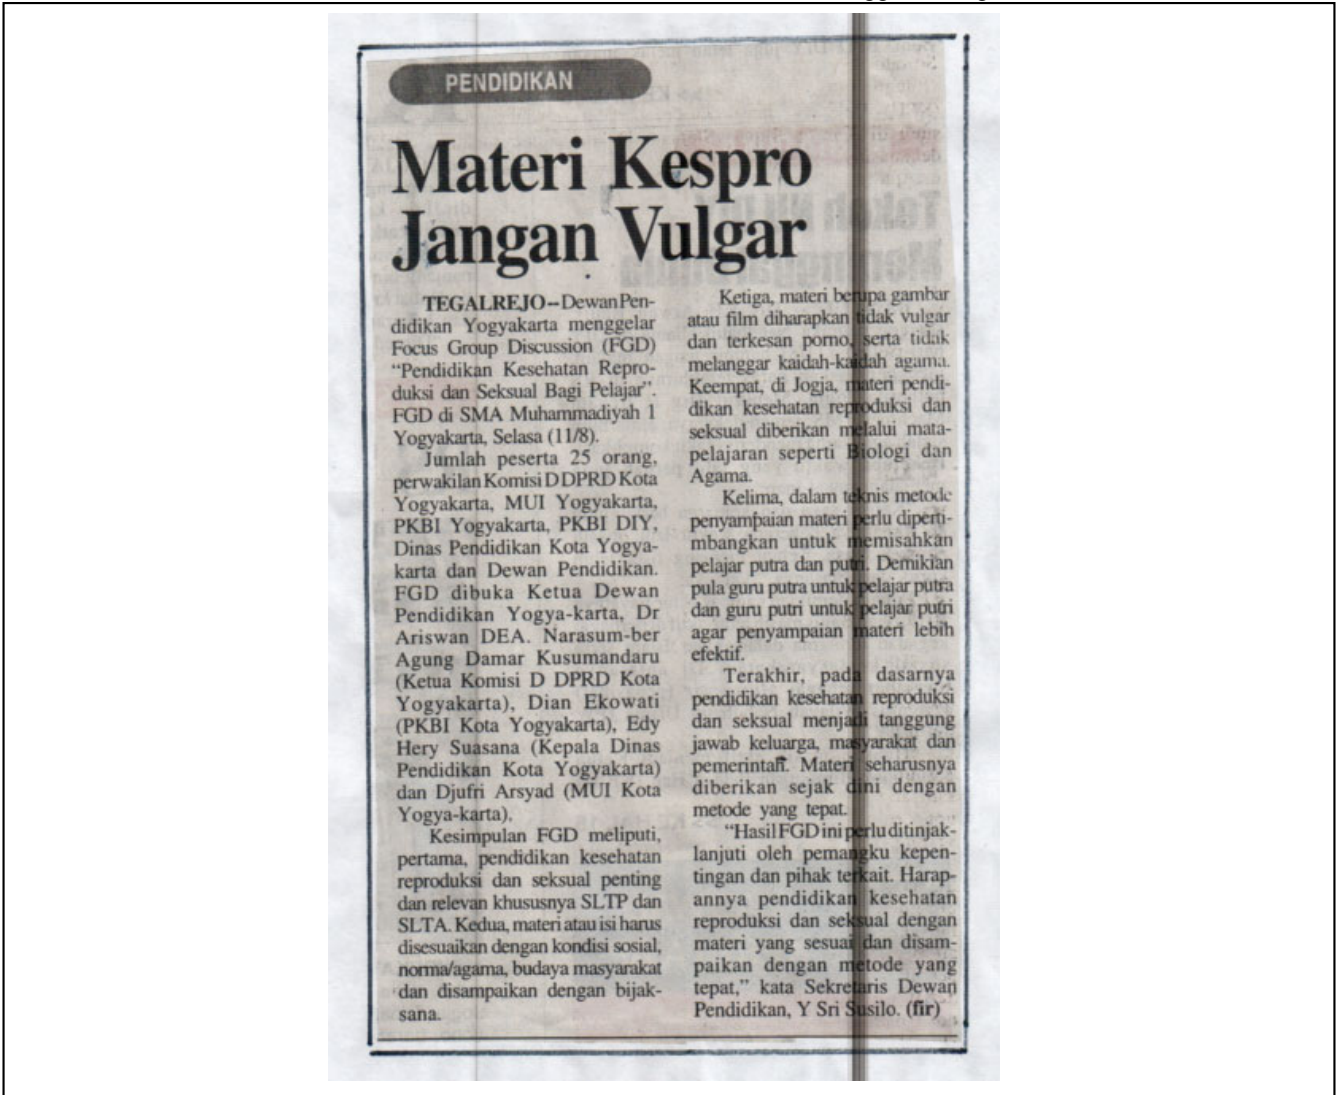 PENDIDIKAN
Materi Kespro
Jangan Vulgar
TEGALREJO–Dewan Pen-
didikan Yogyakarta menggelar
Focus Group Discussion (FGD)
“Pendidikan Kesehatan Repro-
duksi dan Seksual Bagi Pelajar”.
FGD di SMA Muhammadiyah 1
Yogyakarta, Selasa (11/8).
Jumlah peserta 25 orang,
perwakilan Komisi D DPRD Kota
Yogyakarta, MUI Yogyakarta,
PKBI Yogyakarta, PKBI DIY,
Dinas Pendidikan Kota Yogya-
karta dan Dewan Pendidikan.
FGD dibuka Ketua Dewan
Pendidikan Yogya-karta, Dr
Ariswan DEA. Narasum-ber
Agung Damar Kusumandaru
(Ketua Komisi D DPRD Kota
Yogyakarta), Dian Ekowati
(PKBI Kota Yogyakarta), Edy
Hery Suasana (Kepala Dinas
Pendidikan Kota Yogyakarta)
dan Djufri Arsyad (MUI Kota
Yogya-karta),
Kesimpulan FGD meliputi,
pertama, pendidikan kesehatan
reproduksi dan seksual penting
dan relevan khususnya SLTP dan
SLTA. Kedua, materi atau isi harus
disesuaikan dengan kondisi sosial,
norma/agama, budaya masyarakat
dan disampaikan dengan bijak-
sana.
Ketiga, materi berupa gambar
atau film diharapkan tidak vulgar
dan terkesan porno, serta tidak
melanggar kaidah-kaidah agama.
Keempat, di Jogja, materi pendi-
dikan kesehatan reproduksi dan
seksual diberikan melalui mata-
pelajaran seperti Biologi dan
Agama.
Kelima, dalam teknis metode
penyampaian materi perlu diperti-
mbangkan untuk memisahkan
pelajar putra dan putri. Demikian
pula guru putra untuk pelajar putra
dan guru putri untuk pelajar putri
agar penyampaian materi lebih
efektif.
Terakhir, pada dasarnya
pendidikan kesehatan reproduksi
dan seksual menjadi tanggung
jawab keluarga, masyarakat dan
pemerintah. Materi seharusnya
diberikan sejak dini dengan
metode yang tepat.
“Hasil FGD ini perlu ditinjak-
lanjuti oleh pemangku kepen-
tingan dan pihak terkait. Harap-
annya pendidikan kesehatan
reproduksi dan seksual dengan
materi yang sesuai dan disam-
paikan dengan metode yang
tepat,” kata Sekretaris Dewan
Pendidikan, Y Sri Susilo. (fir)